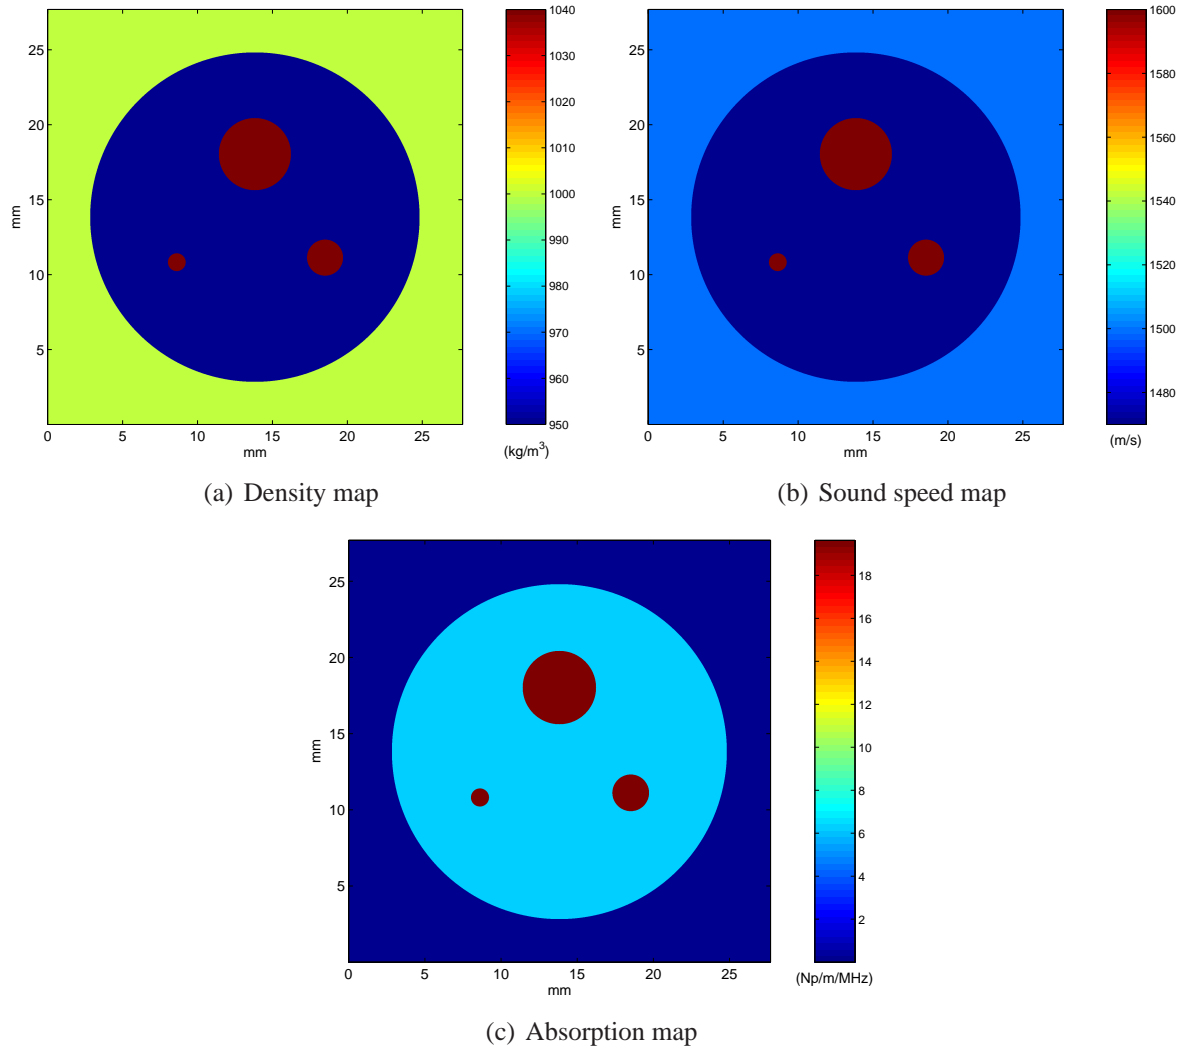 25
20
15
10
5
mm
0 5 10 15 20 25
mm
1040
1030
1020
1010
1000
990
980
970
960
950
(kg/m³)
(a) Density map
25
20
15
10
5
mm
0 5 10 15 20 25
mm
1600
1580
1560
1540
1520
1500
1480
(m/s)
(b) Sound speed map
25
20
15
10
5
mm
0 5 10 15 20 25
mm
18
16
14
12
10
8
6
4
2
(Np/m/MHz)
(c) Absorption map